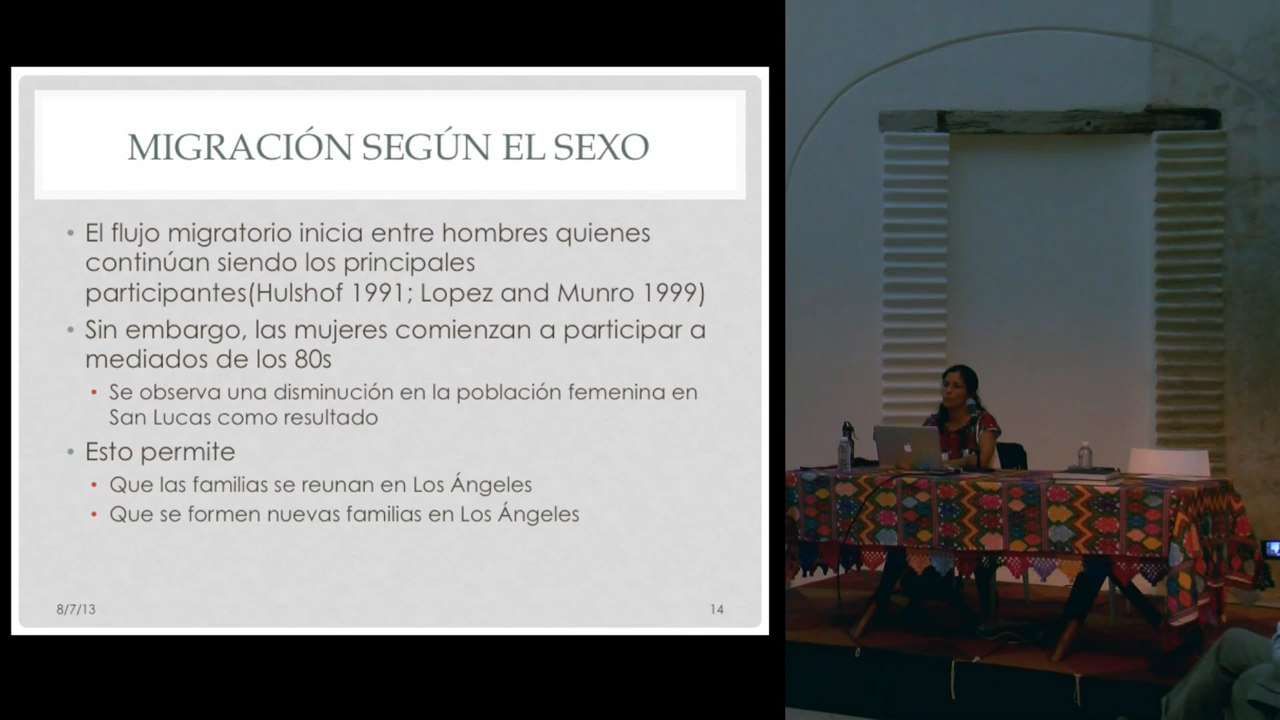 MIGRACIÓN SEGÚN EL SEXO
• El flujo migratorio inicia entre hombres quienes
continúan siendo los principales
participantes(Hulshof 1991; Lopez and Munro 1999)
• Sin embargo, las mujeres comienzan a participar a
mediados de los 80s
• Se observa una disminución en la población femenina en
San Lucas como resultado
• Esto permite
• Que las familias se reunan en Los Ángeles
• Que se formen nuevas familias en Los Ángeles
8/7/13
14